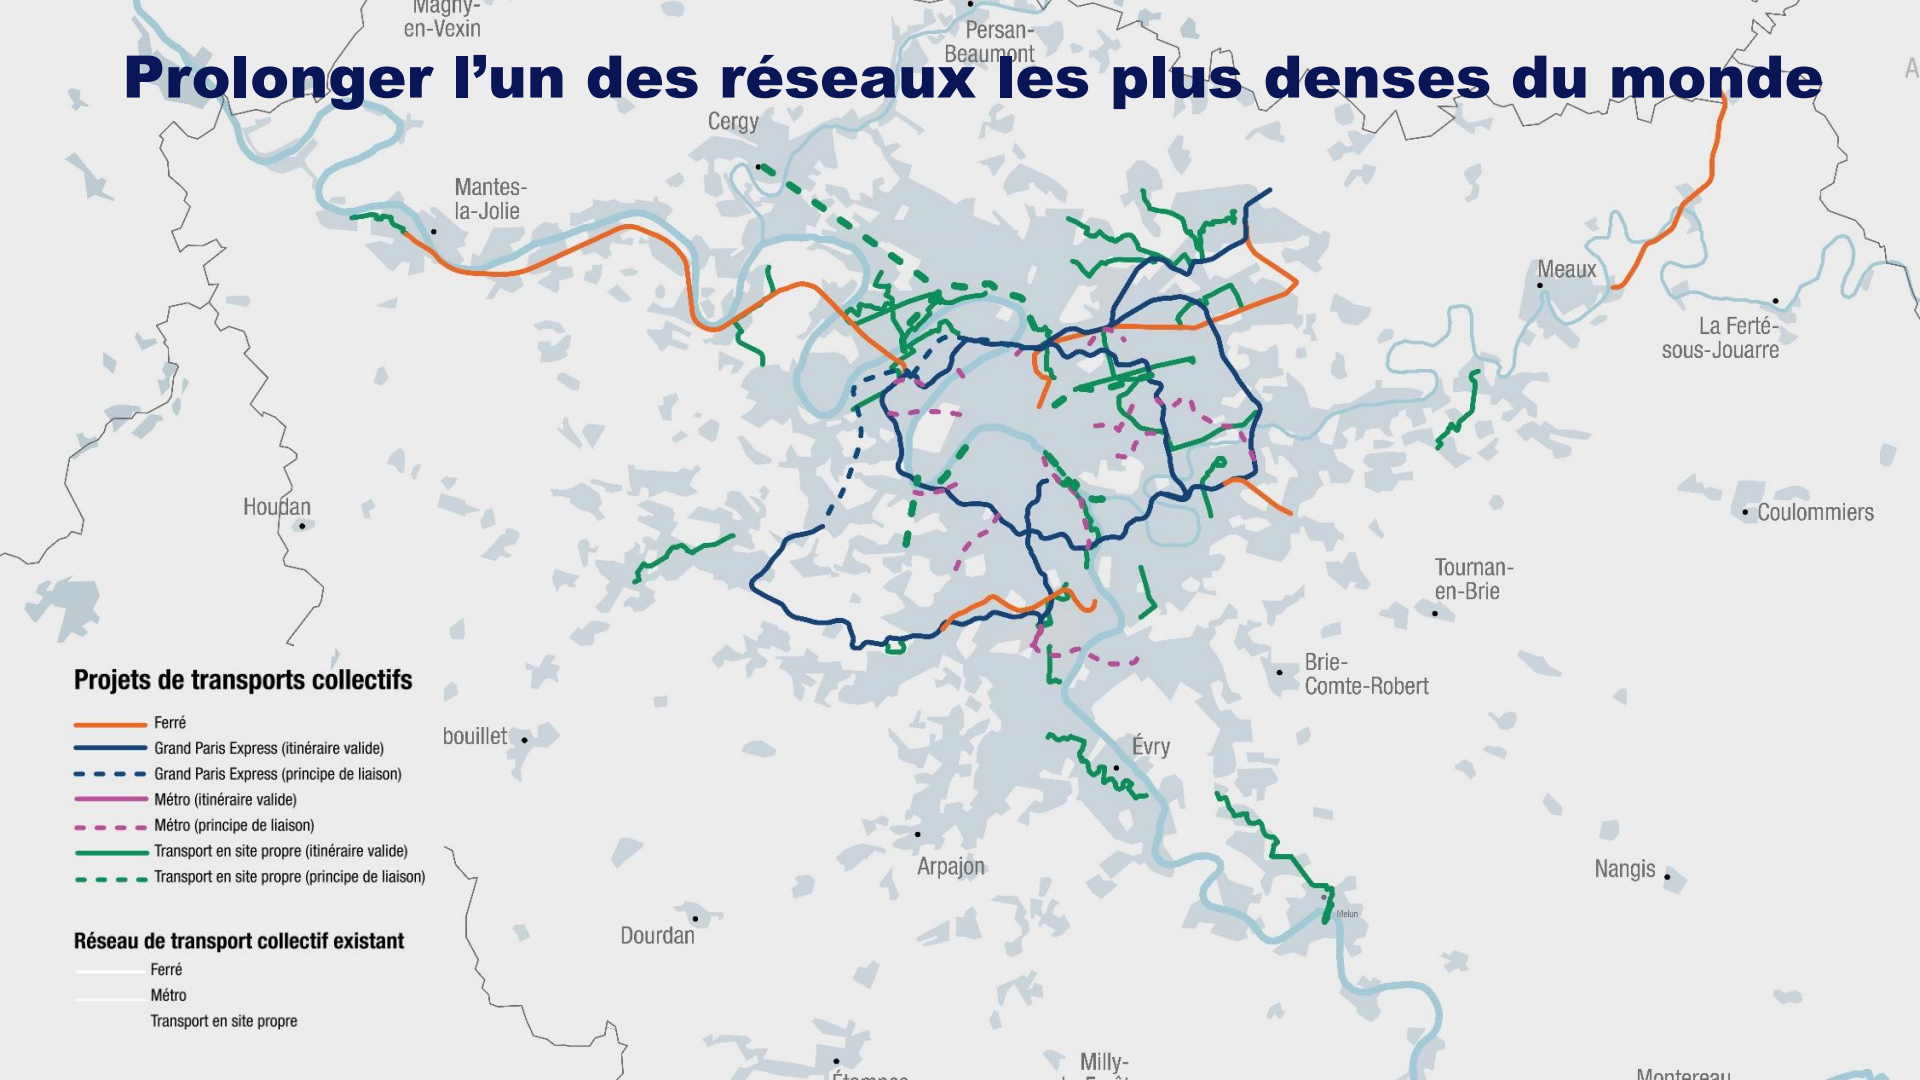 Magny-
en-Vexin
Persan-
Beaumont
Prolonger l’un des réseaux les plus denses du monde
A
Cergy
Mantes-
la-Jolie
Meaux
La Ferté-
sous-Jouarre
Houdan
Coulommiers
Tournan-
en-Brie
Brie-
Comte-Robert
Projets de transports collectifs
Ferré
Grand Paris Express (itinéraire valide)
Grand Paris Express (principe de liaison)
Métro (itinéraire valide)
Métro (principe de liaison)
Transport en site propre (itinéraire valide)
Transport en site propre (principe de liaison)
bouillet
Évry
Arpajon
Nangis
Melun
Dourdan
Réseau de transport collectif existant
Ferré
Métro
Transport en site propre
Milly-
Étampes
Montereau